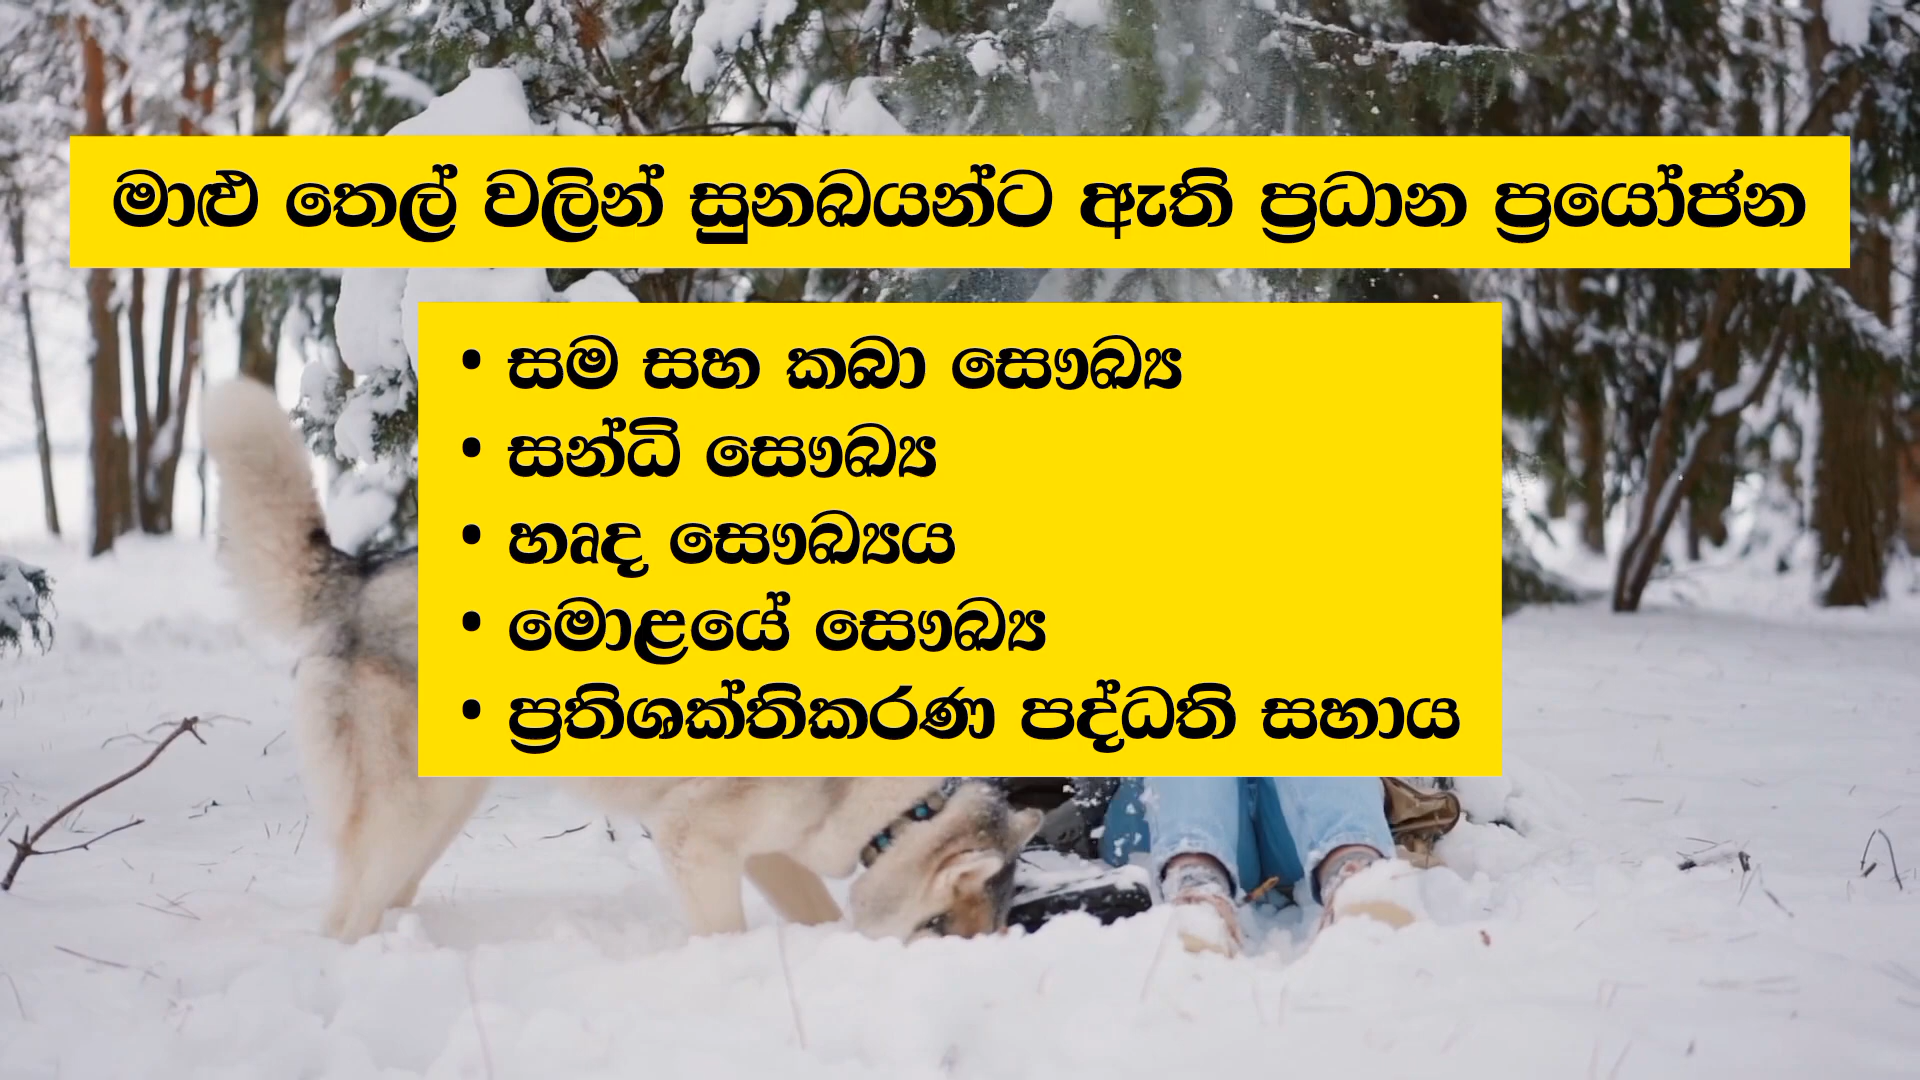 මාළු තෙල් වලින් සුනඛයන්ට ඇති ප්‍රධාන ප්‍රයෝජන
• සම සහ කබා සෞඛ්‍ය
• සන්ධි සෞඛ්‍ය
• හෘද සෞඛ්‍යය
• මොළයේ සෞඛ්‍ය
• ප්‍රතිශක්තිකරණ පද්ධති සහාය